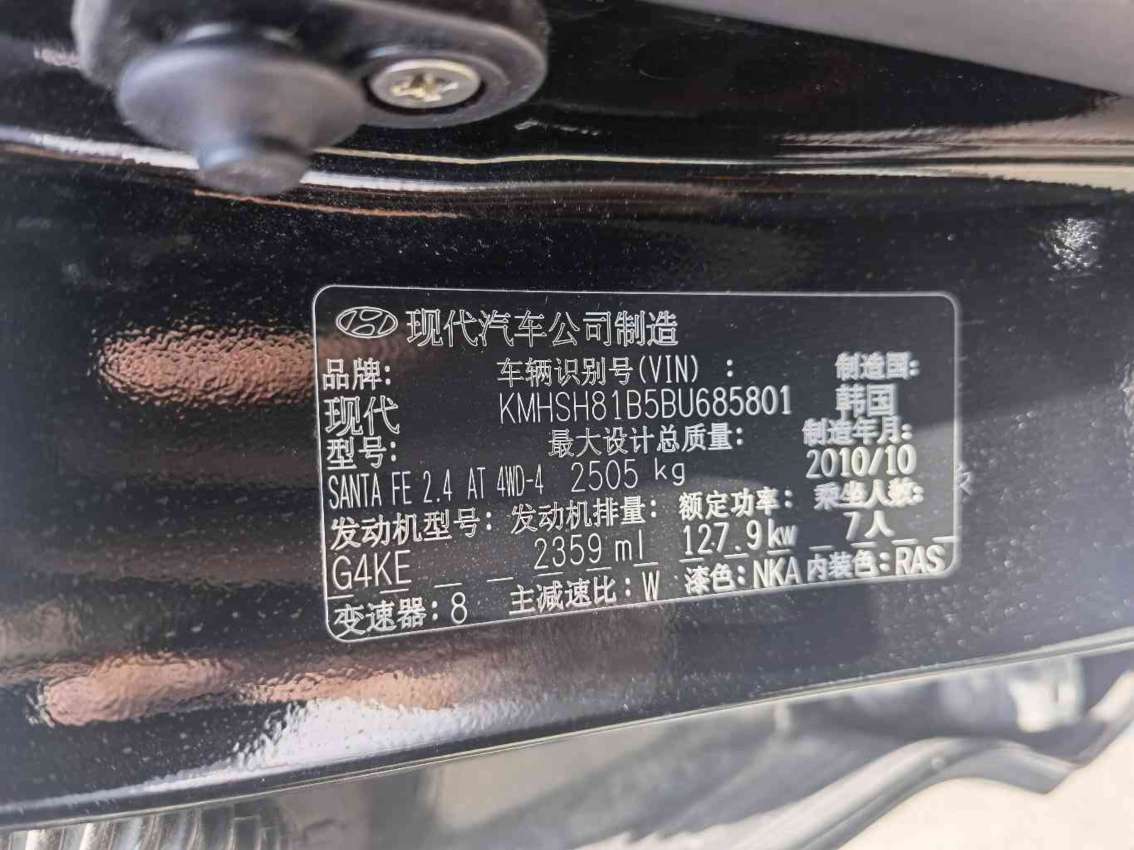 现代汽车公司制造
品牌: 车辆识别号(VIN) : 制造国:
现代 KMHSH81B5BU685801 韩国
型号: 最大设计总质量: 制造年月:
SANTA FE 2.4 AT 4WD-4 2505 kg 2010/10
发动机型号: 发动机排量: 额定功率: 乘坐人数:
G4KE 2359 ml 127.9kw 7人
变速器:8 主减速比:W 漆色:NKA 内装色:RAS